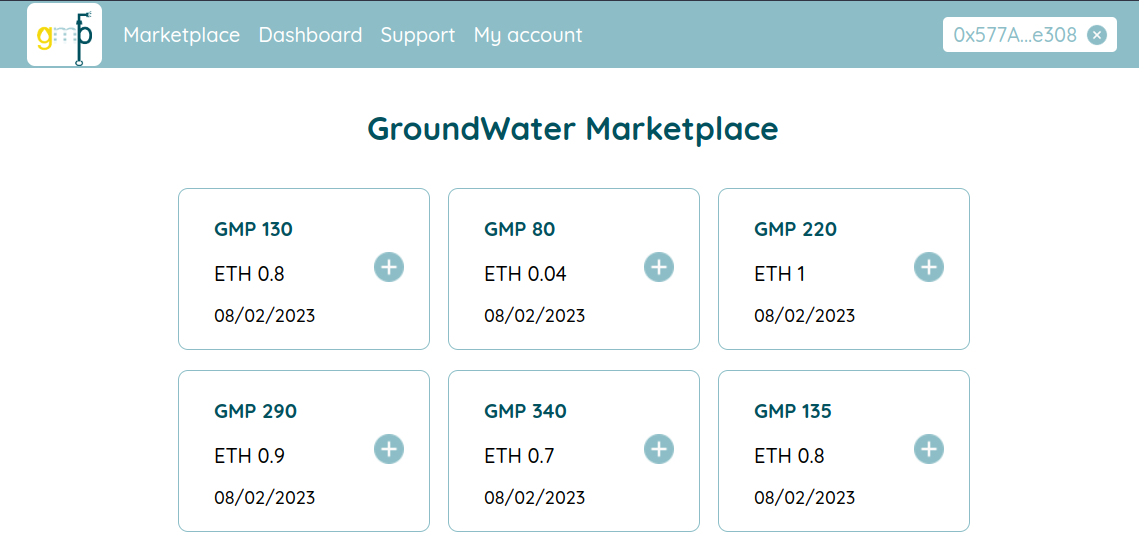 gmp
Marketplace Dashboard Support My account
0x577A...e308
GroundWater Marketplace
GMP 130
ETH 0.8
08/02/2023
GMP 80
ETH 0.04
08/02/2023
GMP 220
ETH 1
08/02/2023
GMP 290
ETH 0.9
08/02/2023
GMP 340
ETH 0.7
08/02/2023
GMP 135
ETH 0.8
08/02/2023